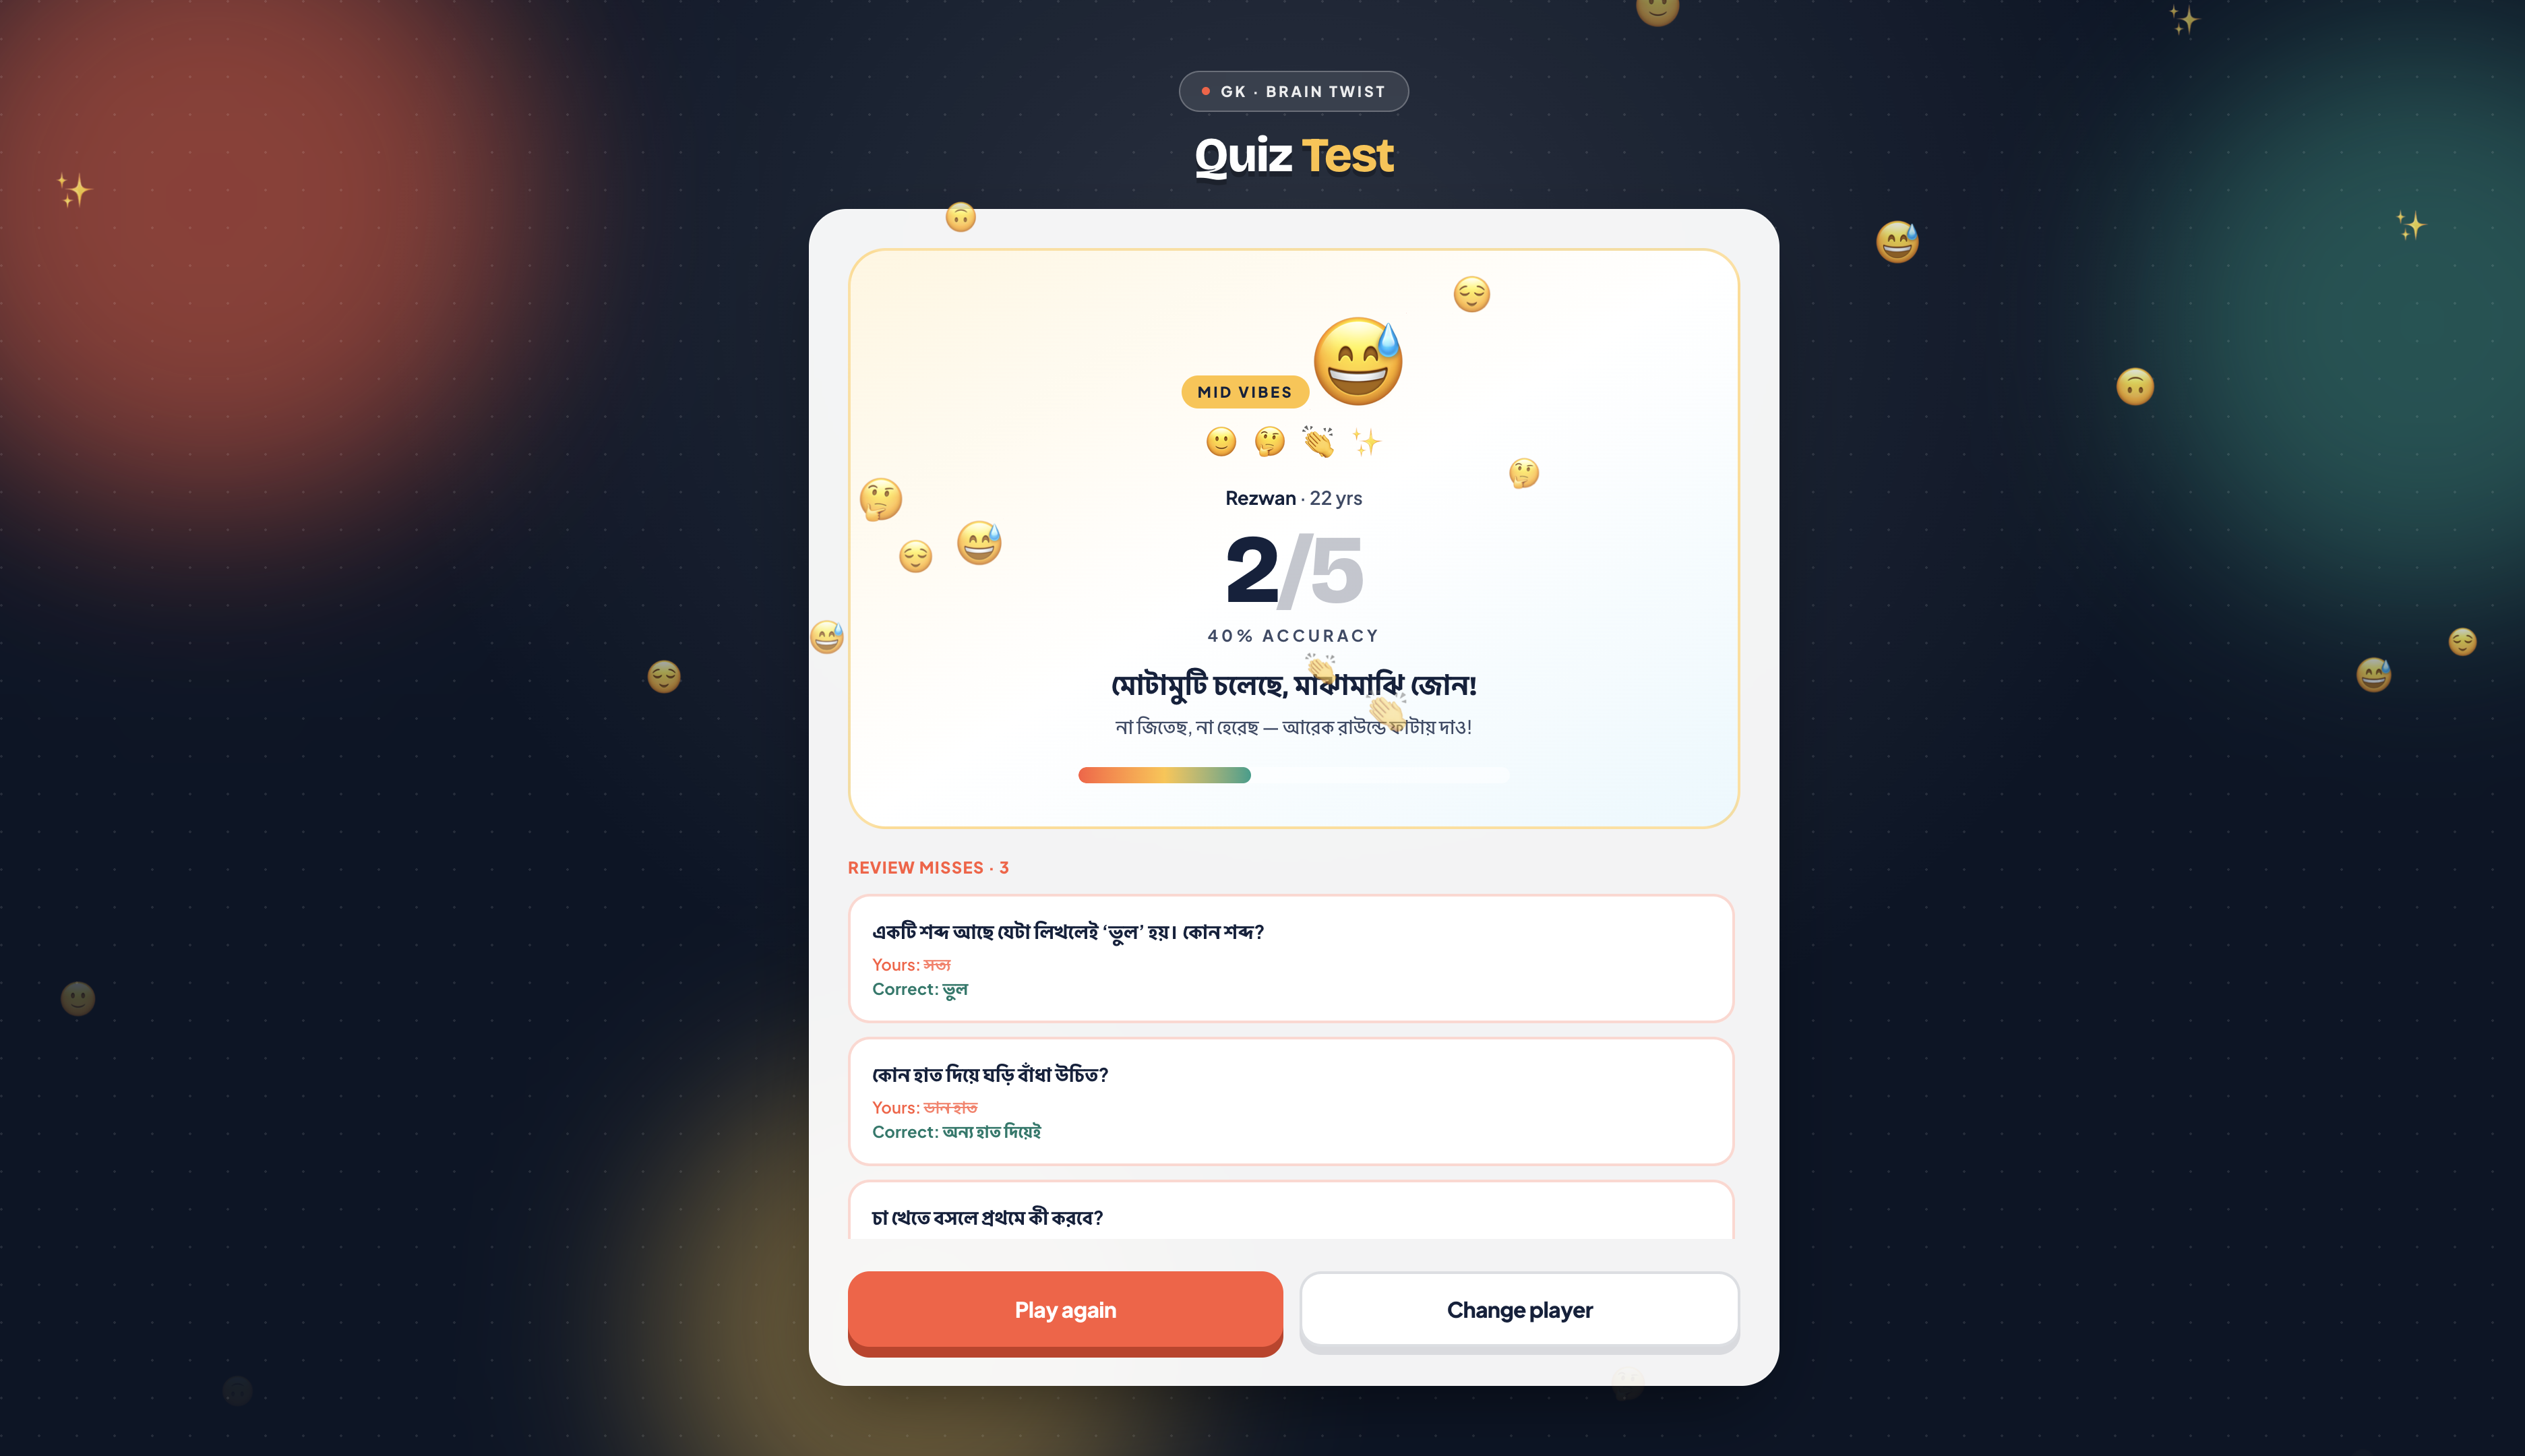 GK · BRAIN TWIST
Quiz Test
MID VIBES
Rezwan · 22 yrs
2/5
40% ACCURACY
মোটামুটি চলেছে, মাঝামাঝি জোন!
না জিতেছ, না হেরেছ — আরেক রাউন্ডে ফাটায় দাও!
REVIEW MISSES · 3
একটি শব্দ আছে যেটা লিখলেই ‘ভুল’ হয়। কোন শব্দ?
Yours: সত্য
Correct: ভুল
কোন হাত দিয়ে ঘড়ি বাঁধা উচিত?
Yours: ডান হাত
Correct: অন্য হাত দিয়েই
চা খেতে বসলে প্রথমে কী করবে?
Play again
Change player